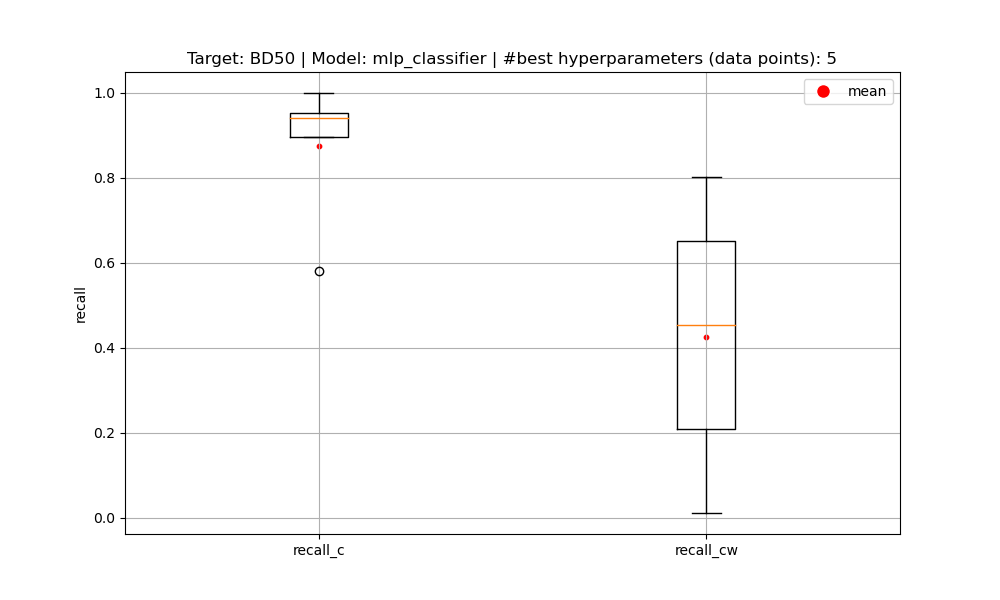 Target: BD50 | Model: mlp_classifier | #best hyperparameters (data points): 5
mean
1.0
0.8
0.6
0.4
0.2
0.0
recall
recall_c
recall_cw